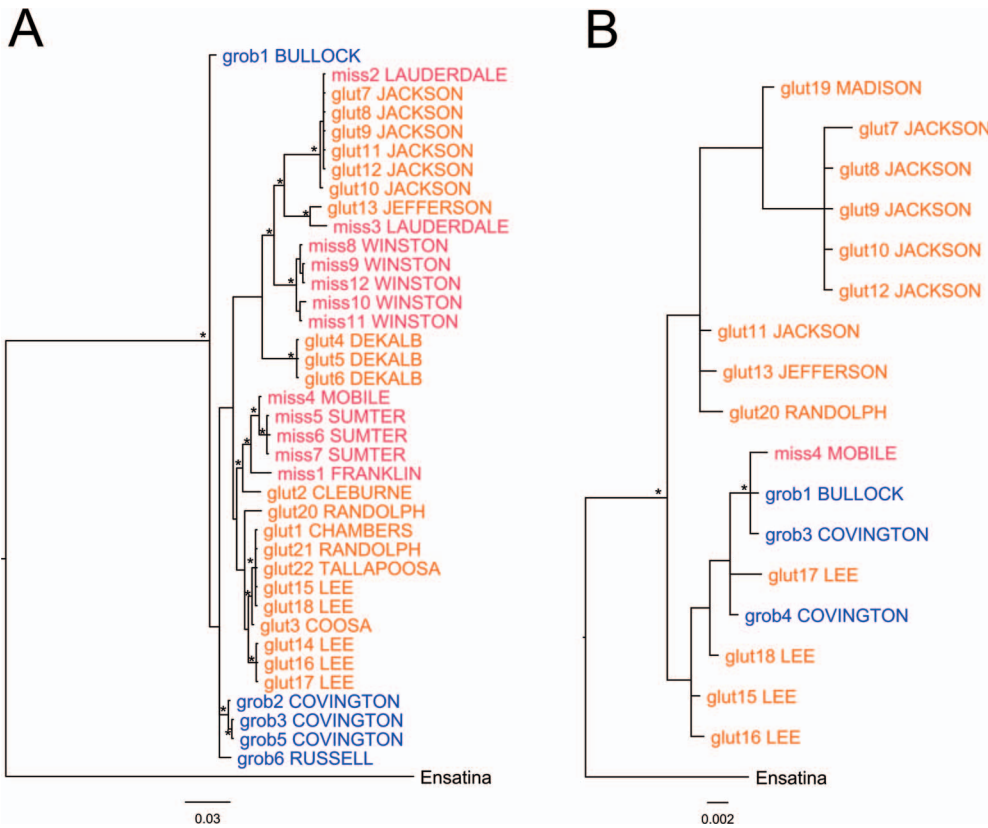 A
grob1 BULLOCK
miss2 LAUDERDALE
glut7 JACKSON
glut8 JACKSON
glut9 JACKSON
glut11 JACKSON
glut12 JACKSON
glut10 JACKSON
glut13 JEFFERSON
miss3 LAUDERDALE
miss8 WINSTON
miss9 WINSTON
miss12 WINSTON
miss10 WINSTON
miss11 WINSTON
glut4 DEKALB
glut5 DEKALB
glut6 DEKALB
miss4 MOBILE
miss5 SUMTER
miss6 SUMTER
miss7 SUMTER
miss1 FRANKLIN
glut2 CLEBURNE
glut20 RANDOLPH
glut1 CHAMBERS
glut21 RANDOLPH
glut22 TALLAPOOSA
glut15 LEE
glut18 LEE
glut3 COOSA
glut14 LEE
glut16 LEE
glut17 LEE
grob2 COVINGTON
grob3 COVINGTON
grob5 COVINGTON
grob6 RUSSELL
Ensatina
0.03
B
glut19 MADISON
glut7 JACKSON
glut8 JACKSON
glut9 JACKSON
glut10 JACKSON
glut12 JACKSON
glut11 JACKSON
glut13 JEFFERSON
glut20 RANDOLPH
miss4 MOBILE
grob1 BULLOCK
grob3 COVINGTON
glut17 LEE
grob4 COVINGTON
glut18 LEE
glut15 LEE
glut16 LEE
Ensatina
0.002